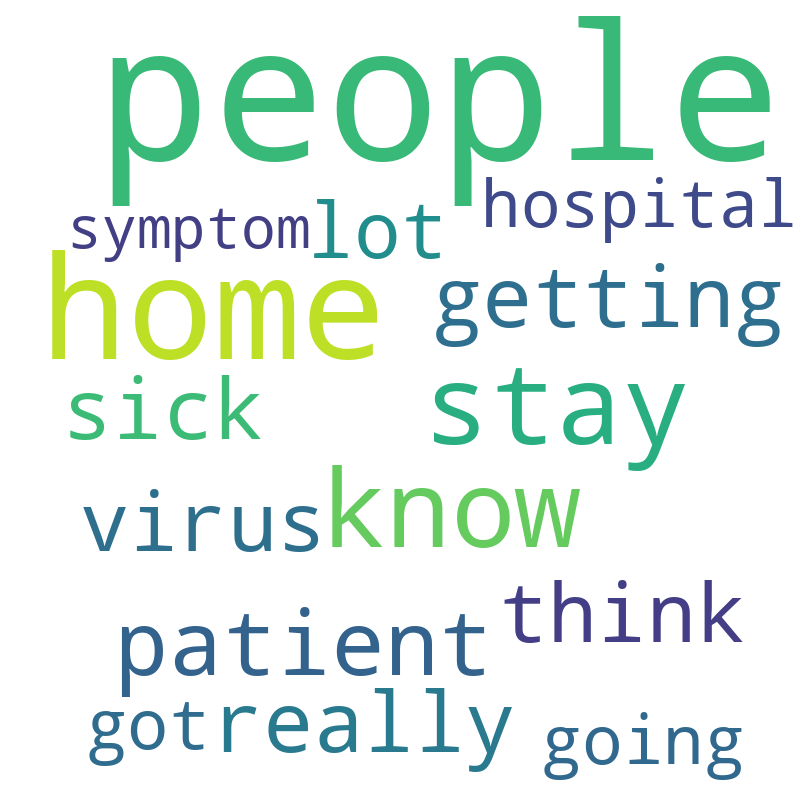 people
symptom lot hospital
home getting
sick stay
virus know
patient think
got really going